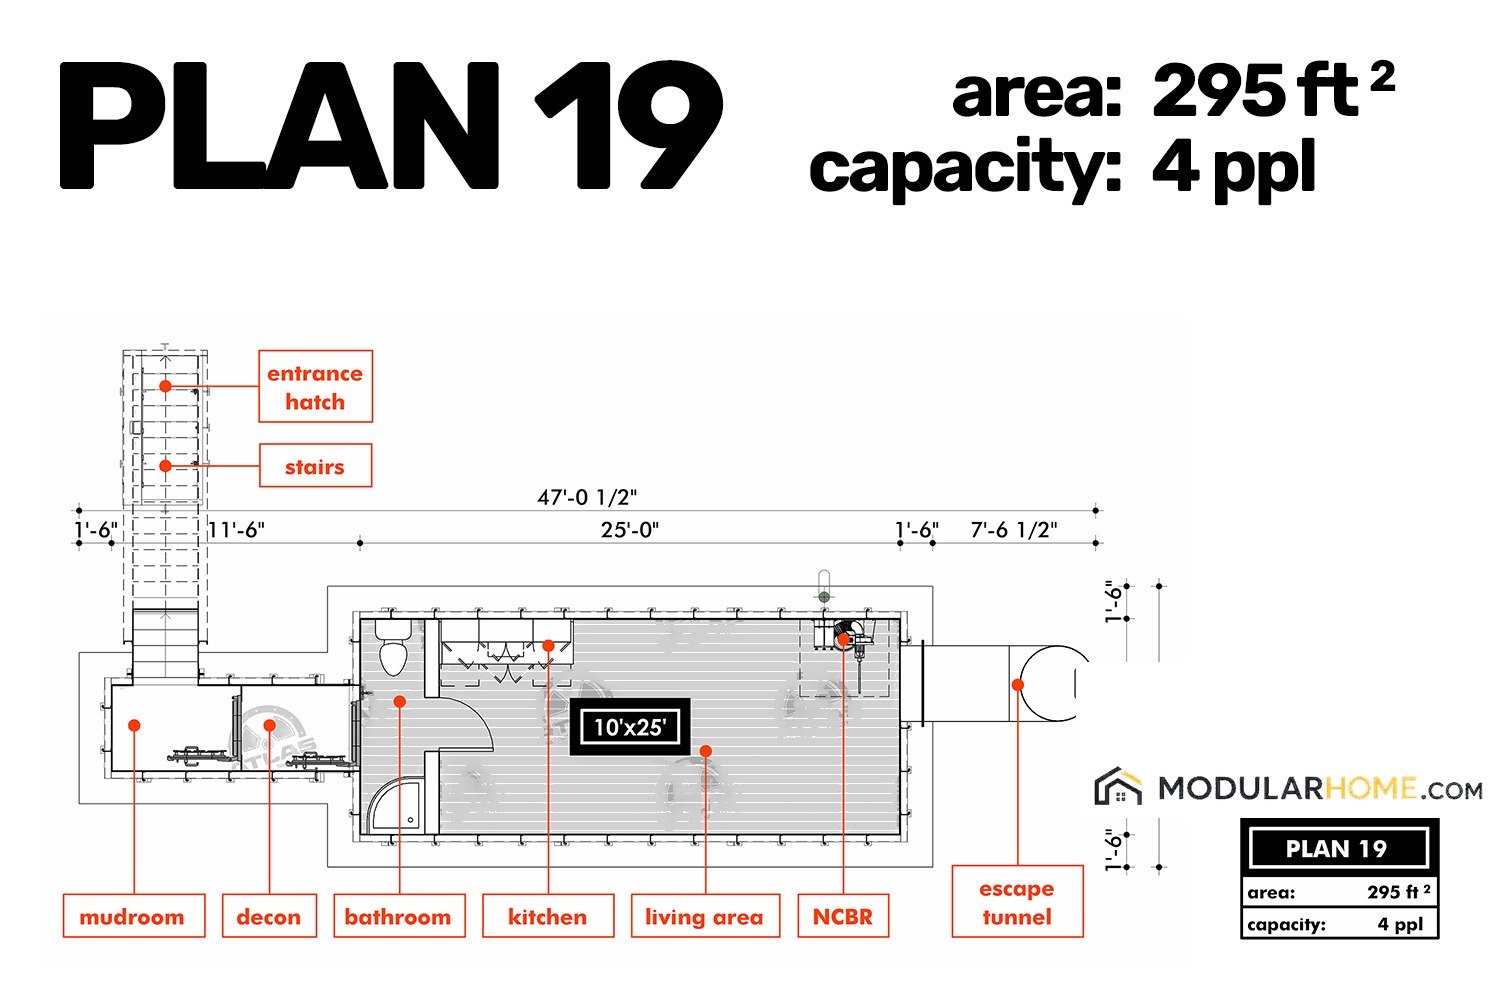 PLAN 19
area: 295 ft 2
capacity: 4 ppl
entrance
hatch
stairs
47'-0 1/2"
1'-6" 11'-6" 25'-0" 1'-6" 7'-6 1/2"
1'-6"
10'x25'
ATLAS
MODULARHOME.COM
1'-6"
PLAN 19
area: 295 ft 2
capacity: 4 ppl
mudroom decon bathroom kitchen living area NCBR escape
tunnel